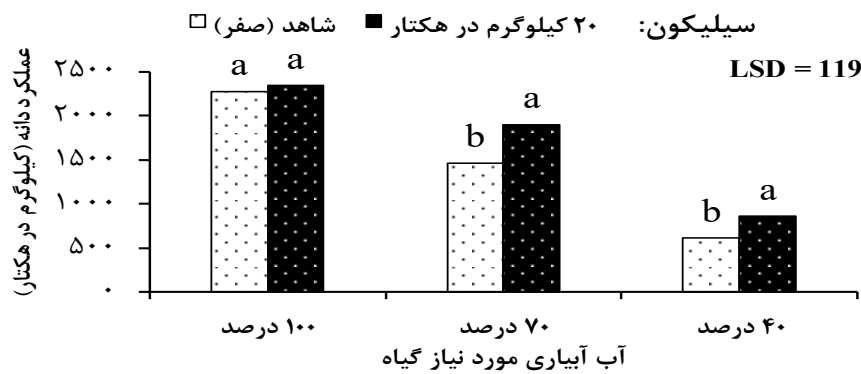 سیلیکون: ■ ۲۰ کیلوگرم در هکتار □ شاهد (صفر)
LSD = 119
عملکرد دانه (کیلوگرم در هکتار)
۲۵۰۰
۲۰۰۰
۱۵۰۰
۱۰۰۰
۵۰۰
۰
a a
b a
b a
۱۰۰ درصد ۷۰ درصد ۴۰ درصد
آب آبیاری مورد نیاز گیاه